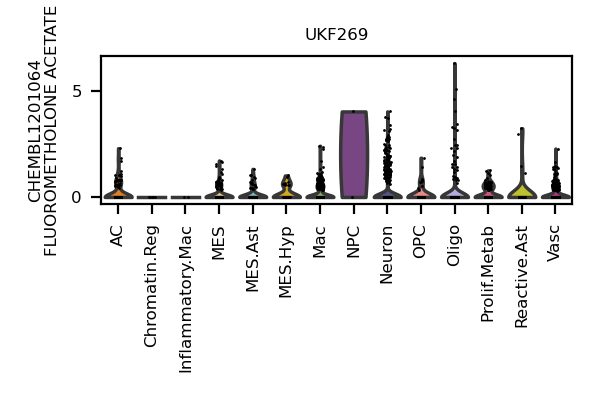 UKF269
CHEMBL1201064
FLUOROMETHOLONE ACETATE
5
0
AC
Chromatin.Reg
Inflammatory.Mac
MES
MES.Ast
MES.Hyp
Mac
NPC
Neuron
OPC
Oligo
Prolif.Metab
Reactive.Ast
Vasc